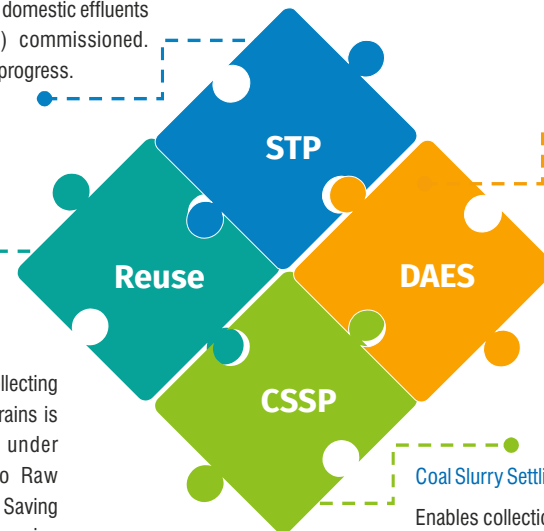 domestic effluents
) commissioned.
progress.
STP
Reuse
DAES
CSSP
llecting
rains is
under
o Raw
Saving
Coal Slurry Settli
Enables collectio